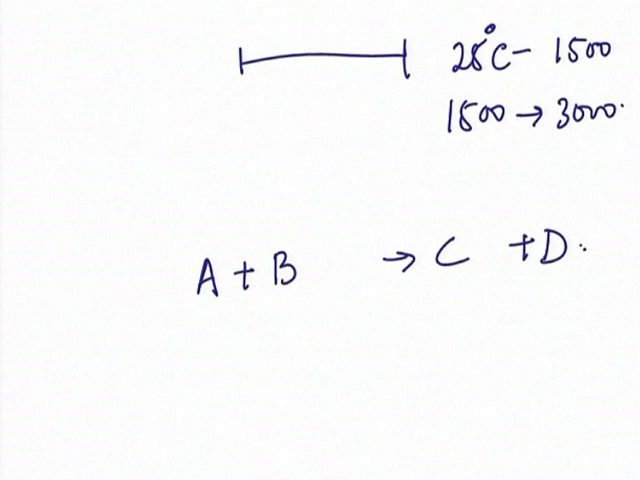 25°C - 1500
1500 → 3000.
A + B → C + D.